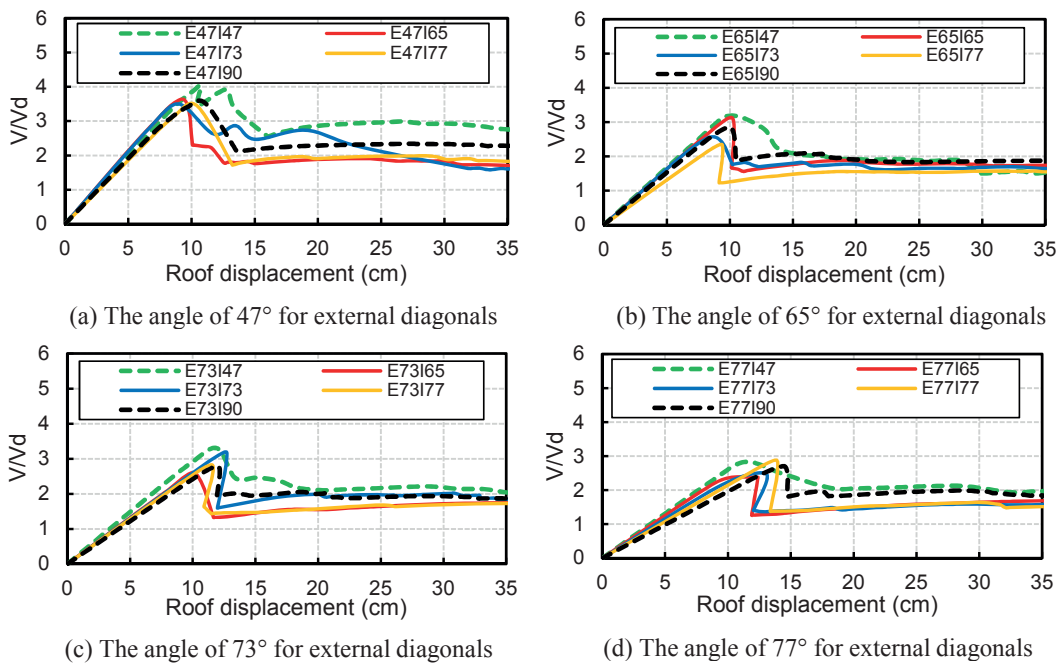 E47I47 E47I65
E47I73 E47I77
E47I90
V/Vd
6
5
4
3
2
1
0
0 5 10 15 20 25 30 35
Roof displacement (cm)
(a) The angle of 47° for external diagonals
E65I47 E65I65
E65I73 E65I77
E65I90
V/Vd
6
5
4
3
2
1
0
0 5 10 15 20 25 30 35
Roof displacement (cm)
(b) The angle of 65° for external diagonals
E73I47 E73I65
E73I73 E73I77
E73I90
V/Vd
6
5
4
3
2
1
0
0 5 10 15 20 25 30 35
Roof displacement (cm)
(c) The angle of 73° for external diagonals
E77I47 E77I65
E77I73 E77I77
E77I90
V/Vd
6
5
4
3
2
1
0
0 5 10 15 20 25 30 35
Roof displacement (cm)
(d) The angle of 77° for external diagonals